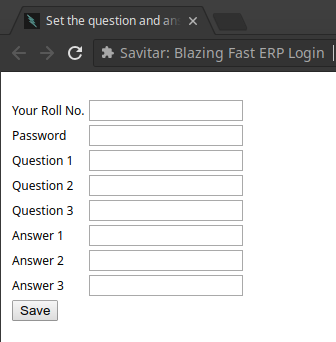 Set the question and an
Savitar: Blazing Fast ERP Login
Your Roll No.
Password
Question 1
Question 2
Question 3
Answer 1
Answer 2
Answer 3
Save